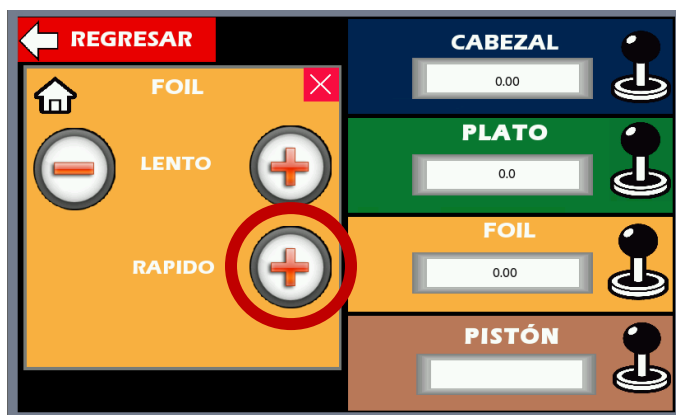 REGRESAR
FOIL
LENTO
RAPIDO
CABEZAL
0.00
PLATO
0.0
FOIL
0.00
PISTÓN